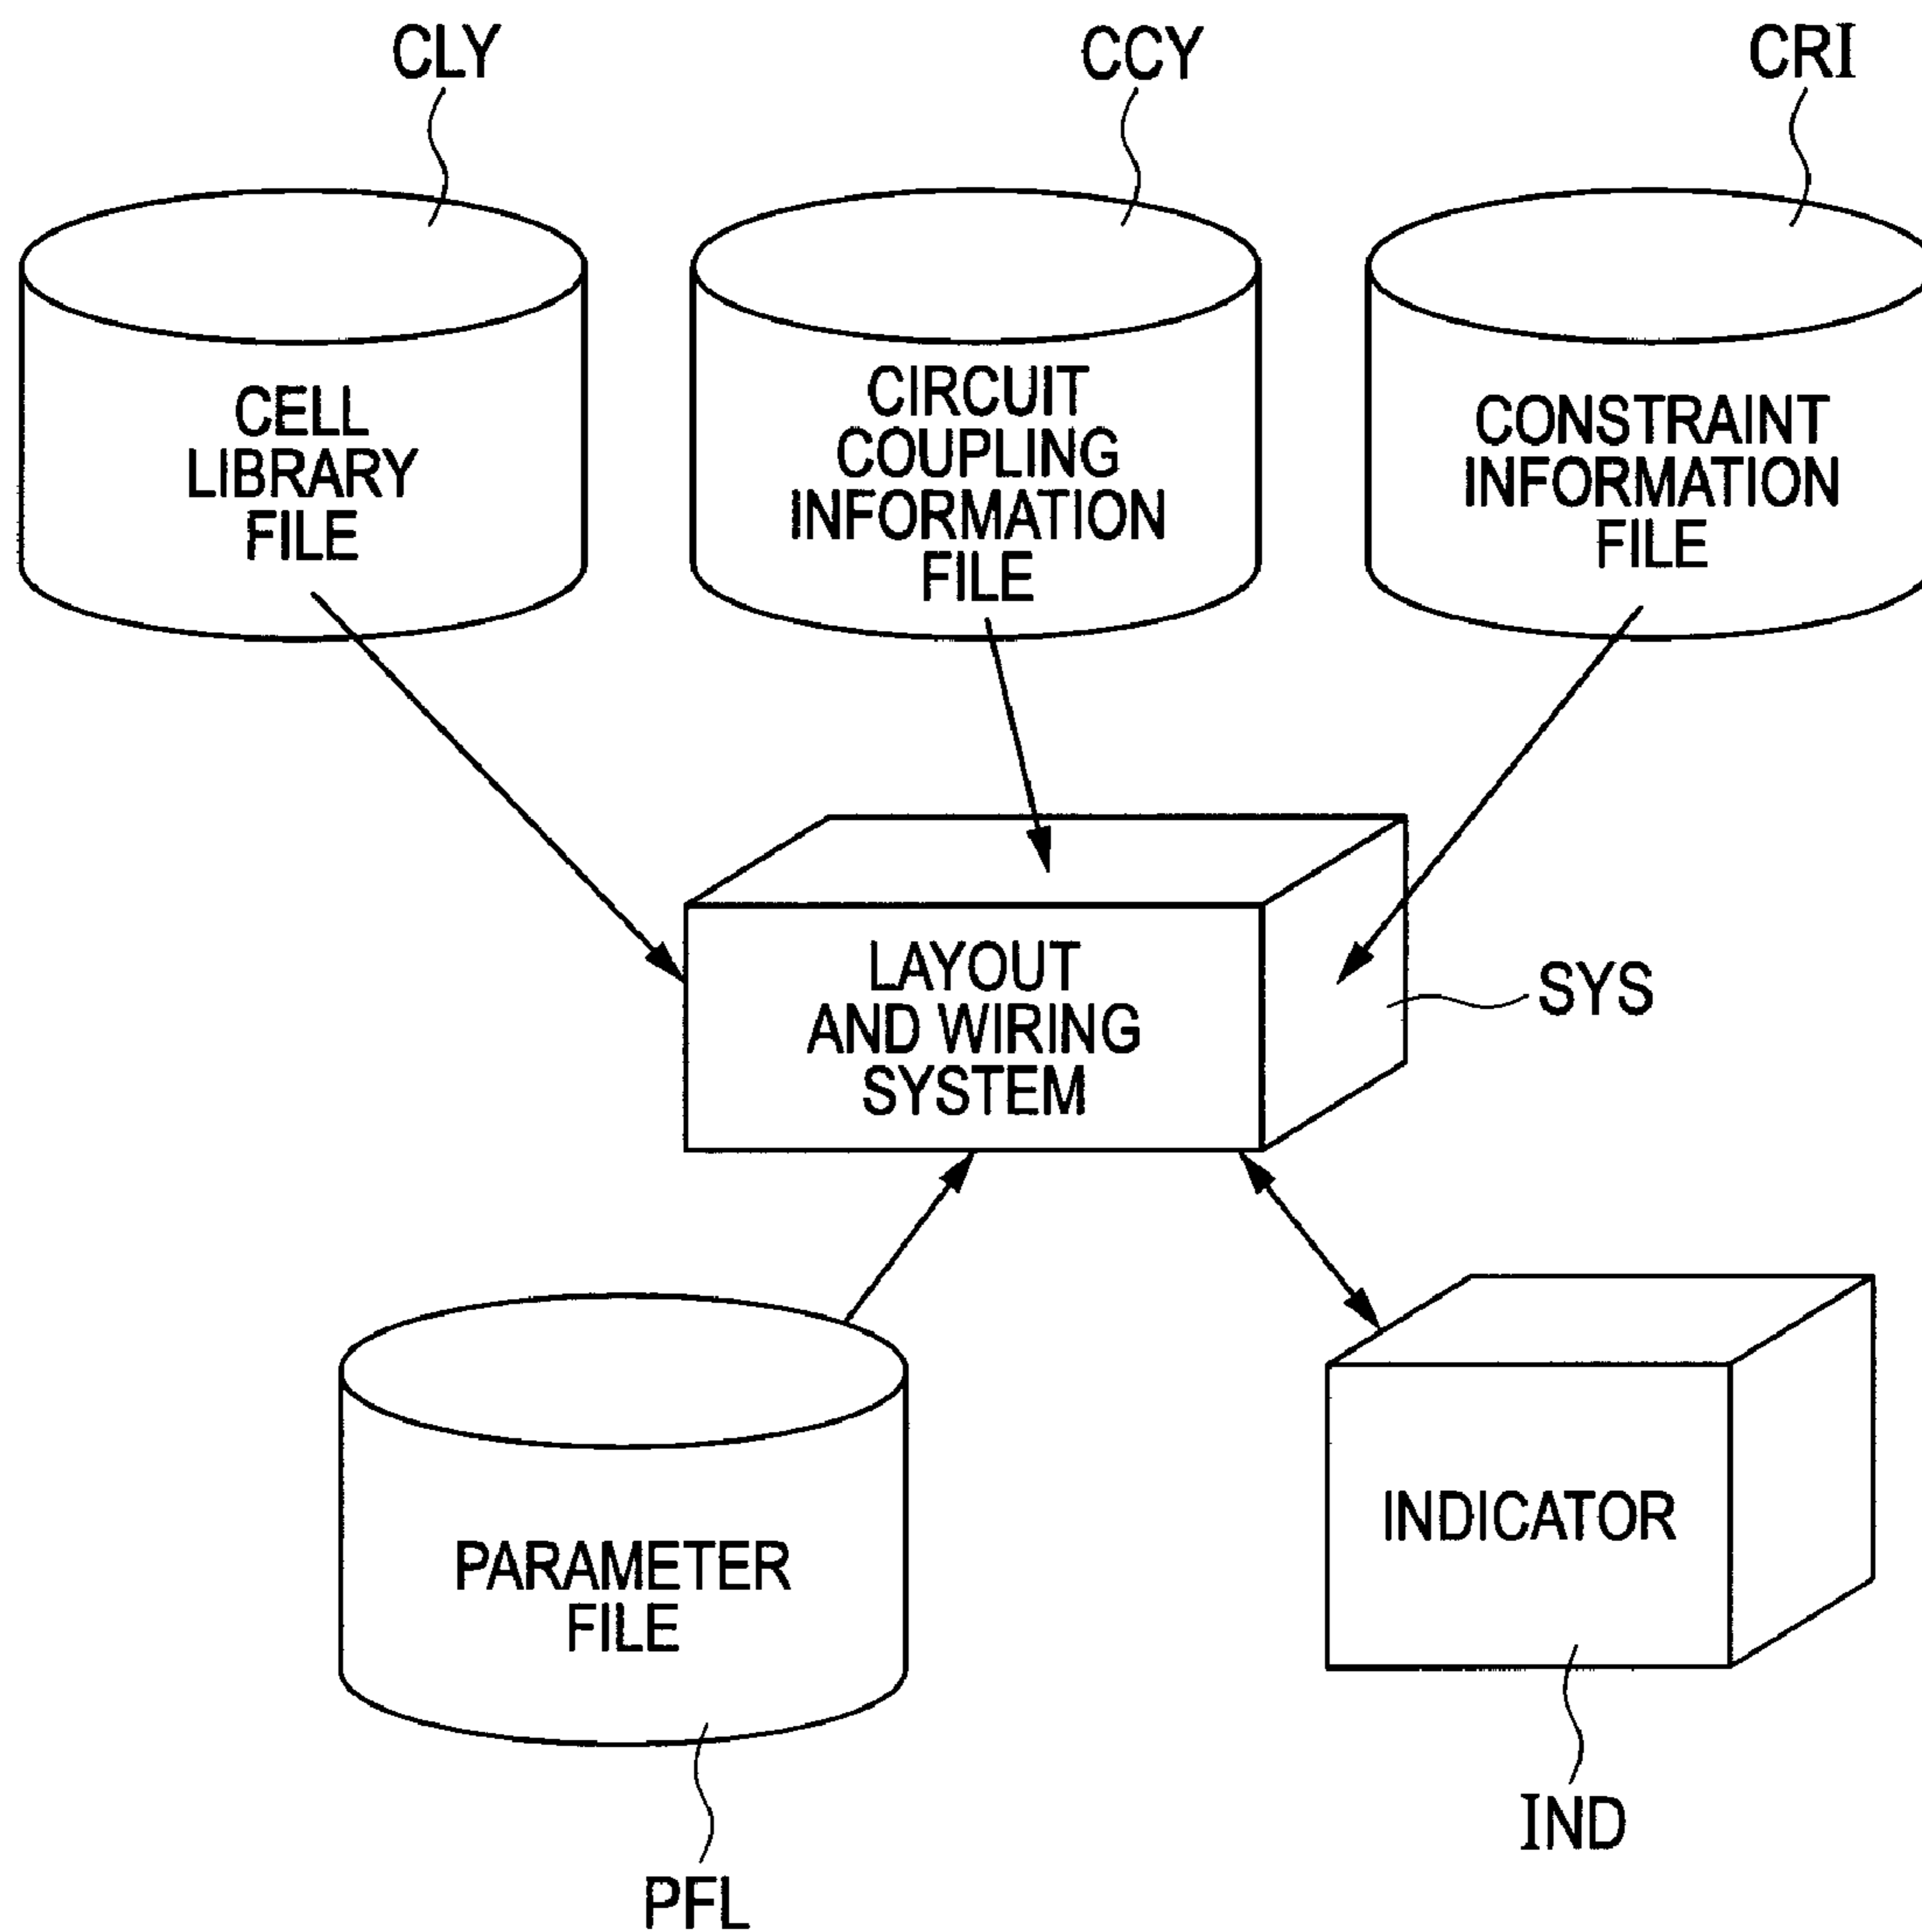 CLY
CCY
CRI
CELL
LIBRARY
FILE
CIRCUIT
COUPLING
INFORMATION
FILE
CONSTRAINT
INFORMATION
FILE
LAYOUT
AND WIRING
SYSTEM
SYS
PARAMETER
FILE
INDICATOR
PFL
IND